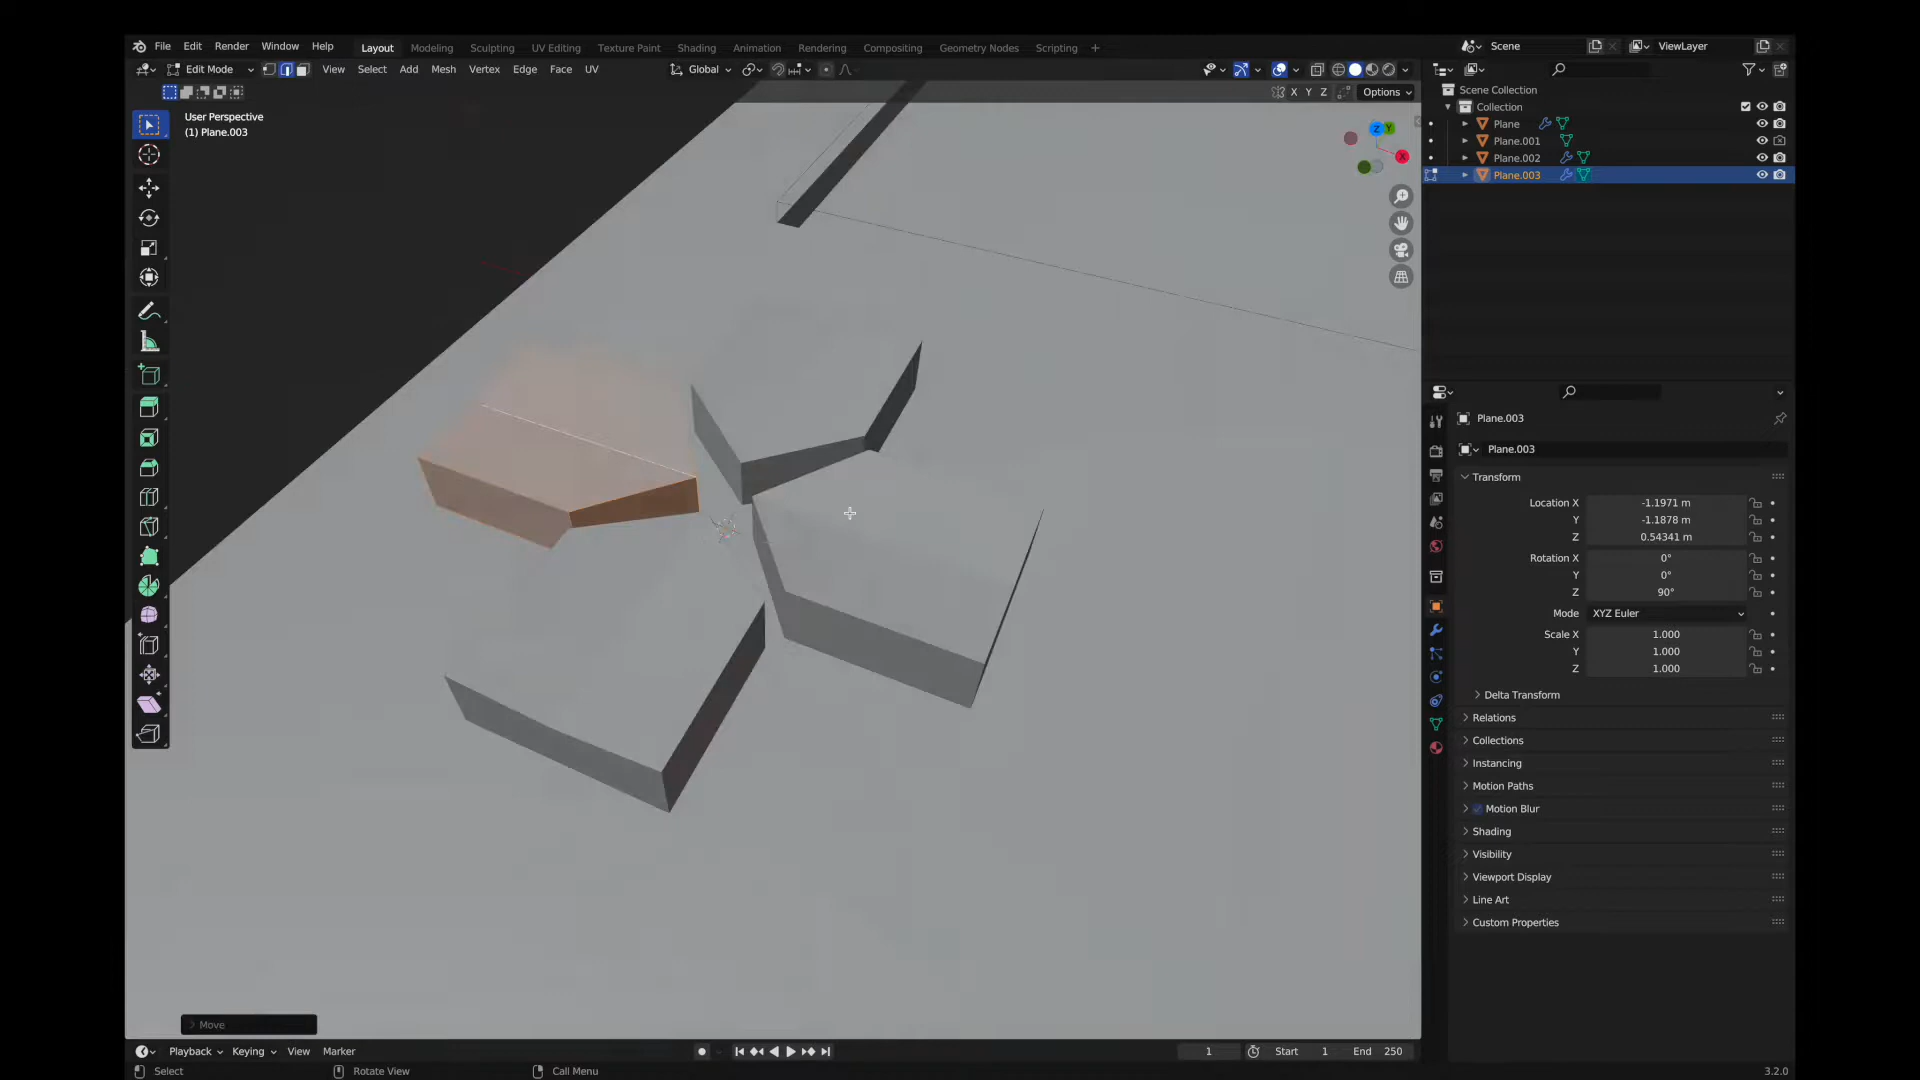 File Edit Render Window Help Layout Modeling Sculpting UV Editing Texture Paint Shading Animation Rendering Compositing Geometry Nodes Scripting + Scene ViewLayer
Edit Mode View Select Add Mesh Vertex Edge Face UV Global
X Y Z Options
User Perspective
(1) Plane.003
Z Y
X
Scene Collection
Collection
Plane
Plane.001
Plane.002
Plane.003
Plane.003
Plane.003
Transform
Location X -1.1971 m
Y -1.1878 m
Z 0.54341 m
Rotation X 0°
Y 0°
Z 90°
Mode XYZ Euler
Scale X 1.000
Y 1.000
Z 1.000
Delta Transform
Relations
Collections
Instancing
Motion Paths
Motion Blur
Shading
Visibility
Viewport Display
Line Art
Custom Properties
Move
Playback Keying View Marker 1 Start 1 End 250
Select Rotate View Call Menu 3.2.0